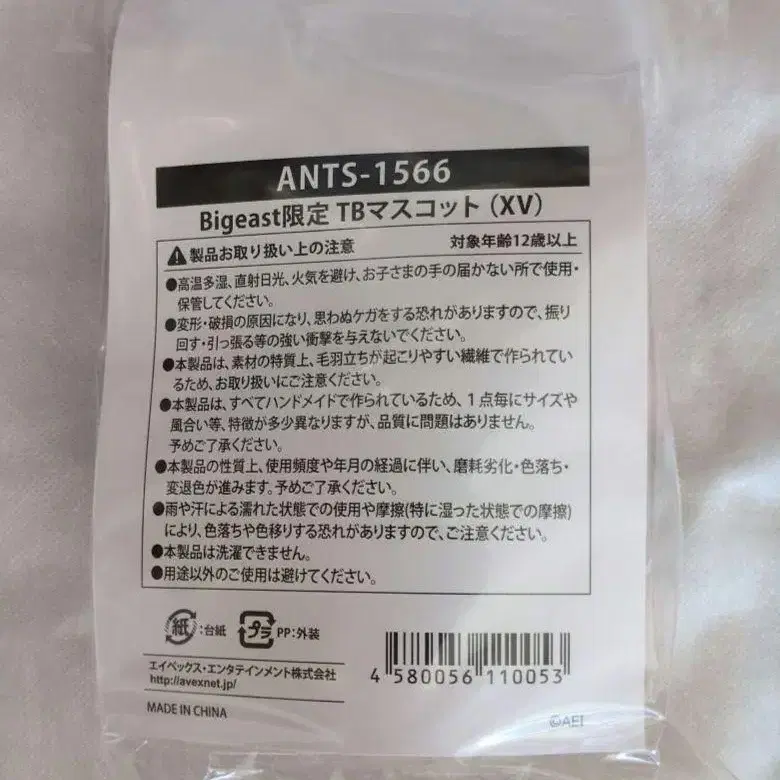 ANTS-1566
Bigeast限定 TBマスコット（XV）
製品お取り扱い上の注意 対象年齢12歳以上
●高温多湿、直射日光、火気を避け、お子さまの手の届かない所で使用・
保管してください。
●変形・破損の原因になり、思わぬケガをする恐れがありますので、振り
回す・引っ張る等の強い衝撃を与えないでください。
●本製品は、素材の特質上、毛羽立ちが起こりやすい繊維で作られてい
るため、お取り扱いにご注意ください。
●本製品は、すべてハンドメイドで作られているため、1点毎にサイズや
風合い等、特徴が多少異なりますが、品質に問題はありません。
予めご了承ください。
●本製品の性質上、使用頻度や年月の経過に伴い、磨耗劣化・色落ち・
変退色が進みます。予めご了承ください。
●雨や汗による濡れた状態での使用や摩擦(特に湿った状態での摩擦)
により、色落ちや色移りする恐れがありますので、ご注意ください。
●本製品は洗濯できません。
●用途以外のご使用は避けてください。
紙:台紙 プラ PP:外装
エイベックス・エンタテインメント株式会社
http://avexnet.jp/
4 580056 110053
MADE IN CHINA
©AEI